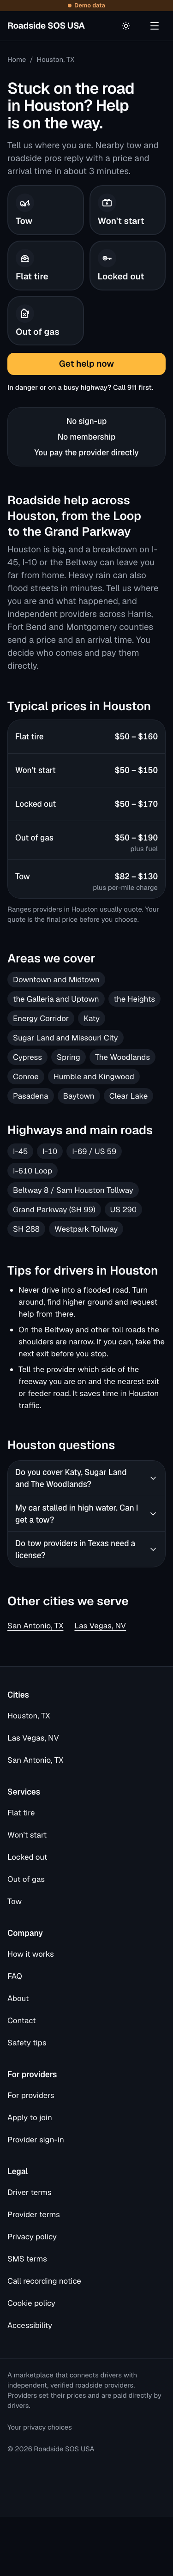 Demo data
Roadside SOS USA
Home / Houston, TX
Stuck on the road
in Houston? Help
is on the way.
Tell us where you are. Nearby tow and
roadside pros reply with a price and
arrival time in about 3 minutes.
Tow
Won't start
Flat tire
Locked out
Out of gas
Get help now
In danger or on a busy highway? Call 911 first.
No sign-up
No membership
You pay the provider directly
Roadside help across
Houston, from the Loop
to the Grand Parkway
Houston is big, and a breakdown on I-
45, I-10 or the Beltway can leave you
far from home. Heavy rain can also
flood streets in minutes. Tell us where
you are and what happened, and
independent providers across Harris,
Fort Bend and Montgomery counties
send a price and an arrival time. You
decide who comes and pay them
directly.
Typical prices in Houston
Flat tire $50 – $160
Won't start $50 – $150
Locked out $50 – $170
Out of gas $50 – $190
plus fuel
Tow $82 – $130
plus per-mile charge
Ranges providers in Houston usually quote. Your
quote is the final price before you choose.
Areas we cover
Downtown and Midtown
the Galleria and Uptown the Heights
Energy Corridor Katy
Sugar Land and Missouri City
Cypress Spring The Woodlands
Conroe Humble and Kingwood
Pasadena Baytown Clear Lake
Highways and main roads
I-45 I-10 I-69 / US 59
I-610 Loop
Beltway 8 / Sam Houston Tollway
Grand Parkway (SH 99) US 290
SH 288 Westpark Tollway
Tips for drivers in Houston
• Never drive into a flooded road. Turn
around, find higher ground and request
help from there.
• On the Beltway and other toll roads the
shoulders are narrow. If you can, take the
next exit before you stop.
• Tell the provider which side of the
freeway you are on and the nearest exit
or feeder road. It saves time in Houston
traffic.
Houston questions
Do you cover Katy, Sugar Land
and The Woodlands?
My car stalled in high water. Can I
get a tow?
Do tow providers in Texas need a
license?
Other cities we serve
San Antonio, TX Las Vegas, NV
Cities
Houston, TX
Las Vegas, NV
San Antonio, TX
Services
Flat tire
Won't start
Locked out
Out of gas
Tow
Company
How it works
FAQ
About
Contact
Safety tips
For providers
For providers
Apply to join
Provider sign-in
Legal
Driver terms
Provider terms
Privacy policy
SMS terms
Call recording notice
Cookie policy
Accessibility
A marketplace that connects drivers with
independent, verified roadside providers.
Providers set their prices and are paid directly by
drivers.
Your privacy choices
© 2026 Roadside SOS USA